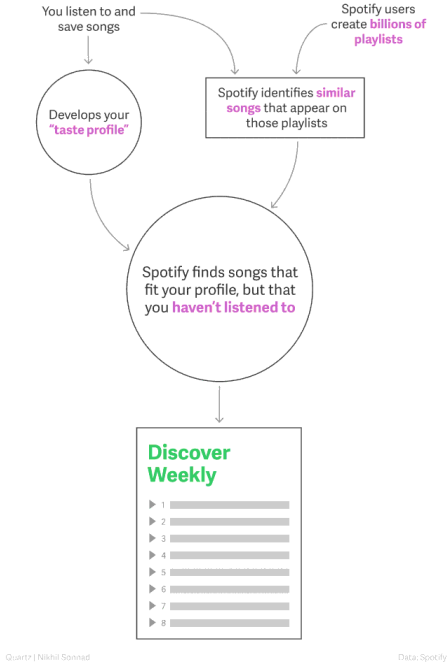 You listen to and
save songs
Spotify users
create billions of
playlists
Develops your
“taste profile”
Spotify identifies similar
songs that appear on
those playlists
Spotify finds songs that
fit your profile, but that
you haven’t listened to
Discover
Weekly
1
2
3
4
5
6
7
8
Quartz | Nikhil Sonnad
Data: Spotify